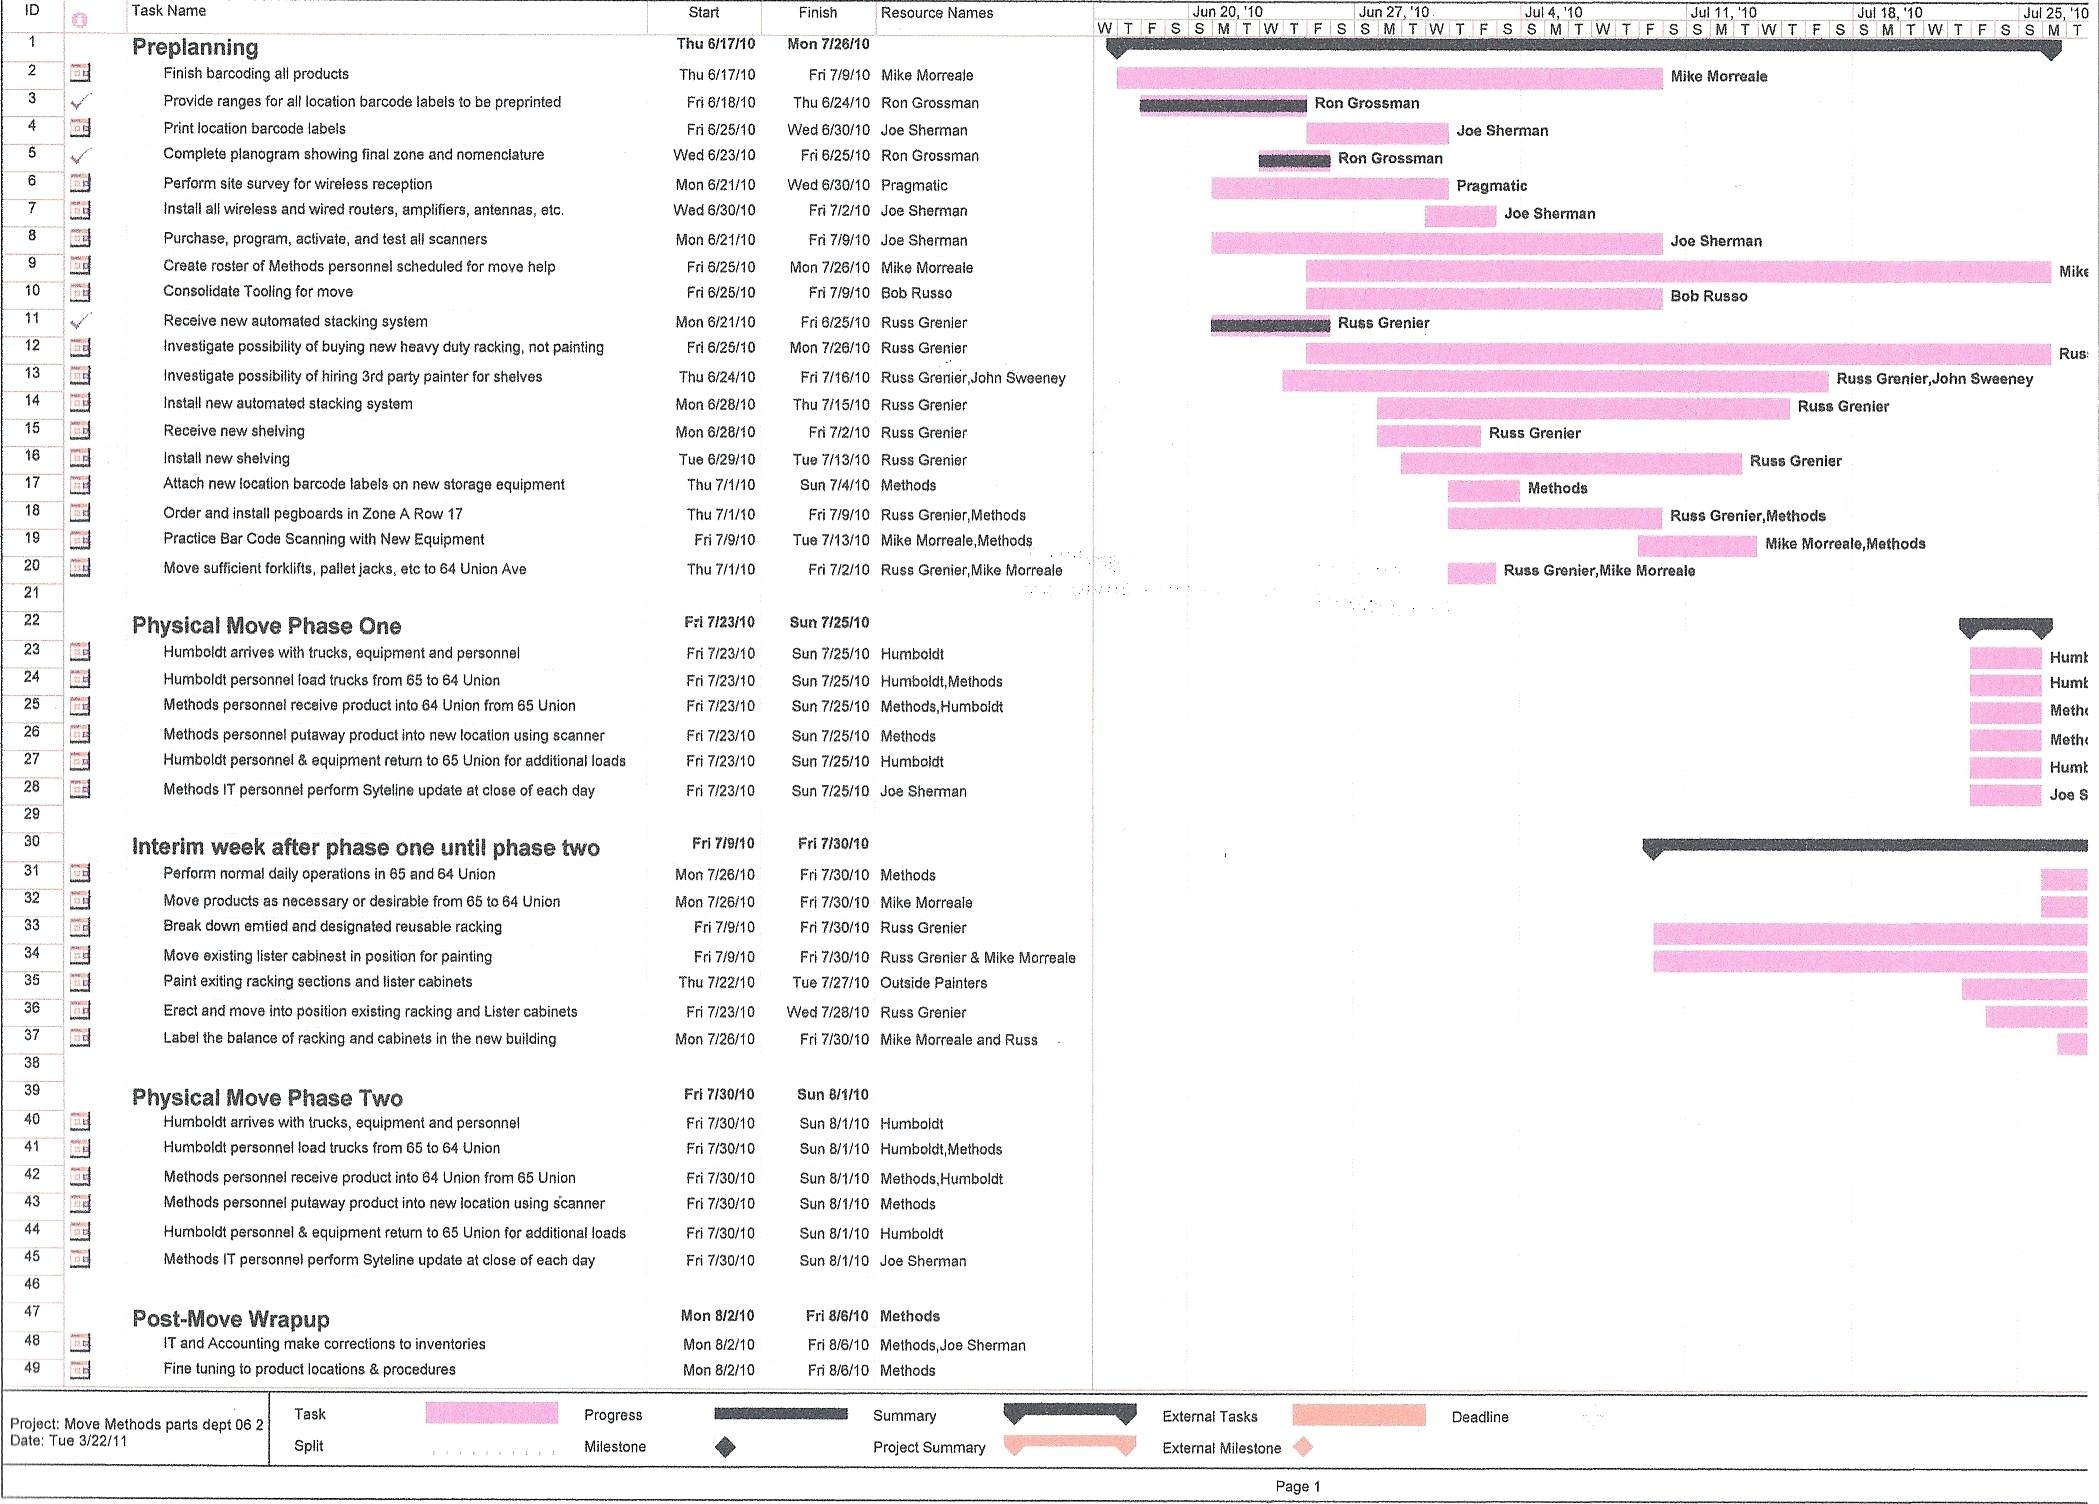 ID Task Name Start Finish Resource Names Jun 20, '10 Jun 27, '10 Jul 4, '10 Jul 11, '10 Jul 18, '10 Jul 25, '10
W T F S S M T W T F S S M T W T F S S M T W T F S S M T W T F S S M T W T F S S M T
1 Preplanning Thu 6/17/10 Mon 7/26/10
2 Finish barcoding all products Thu 6/17/10 Fri 7/9/10 Mike Morreale Mike Morreale
3 Provide ranges for all location barcode labels to be preprinted Fri 6/18/10 Thu 6/24/10 Ron Grossman Ron Grossman
4 Print location barcode labels Fri 6/25/10 Wed 6/30/10 Joe Sherman Joe Sherman
5 Complete planogram showing final zone and nomenclature Wed 6/23/10 Fri 6/25/10 Ron Grossman Ron Grossman
6 Perform site survey for wireless reception Mon 6/21/10 Wed 6/30/10 Pragmatic Pragmatic
7 Install all wireless and wired routers, amplifiers, antennas, etc. Wed 6/30/10 Fri 7/2/10 Joe Sherman Joe Sherman
8 Purchase, program, activate, and test all scanners Mon 6/21/10 Fri 7/9/10 Joe Sherman Joe Sherman
9 Create roster of Methods personnel scheduled for move help Fri 6/25/10 Mon 7/26/10 Mike Morreale Mike
10 Consolidate Tooling for move Fri 6/25/10 Fri 7/9/10 Bob Russo Bob Russo
11 Receive new automated stacking system Mon 6/21/10 Fri 6/25/10 Russ Grenier Russ Grenier
12 Investigate possibility of buying new heavy duty racking, not painting Fri 6/25/10 Mon 7/26/10 Russ Grenier Rus
13 Investigate possibility of hiring 3rd party painter for shelves Thu 6/24/10 Fri 7/16/10 Russ Grenier,John Sweeney Russ Grenier,John Sweeney
14 Install new automated stacking system Mon 6/28/10 Thu 7/15/10 Russ Grenier Russ Grenier
15 Receive new shelving Mon 6/28/10 Fri 7/2/10 Russ Grenier Russ Grenier
16 Install new shelving Tue 6/29/10 Tue 7/13/10 Russ Grenier Russ Grenier
17 Attach new location barcode labels on new storage equipment Thu 7/1/10 Sun 7/4/10 Methods Methods
18 Order and install pegboards in Zone A Row 17 Thu 7/1/10 Fri 7/9/10 Russ Grenier,Methods Russ Grenier,Methods
19 Practice Bar Code Scanning with New Equipment Fri 7/9/10 Tue 7/13/10 Mike Morreale,Methods Mike Morreale,Methods
20 Move sufficient forklifts, pallet jacks, etc to 64 Union Ave Thu 7/1/10 Fri 7/2/10 Russ Grenier,Mike Morreale Russ Grenier,Mike Morreale
21
22 Physical Move Phase One Fri 7/23/10 Sun 7/25/10
23 Humboldt arrives with trucks, equipment and personnel Fri 7/23/10 Sun 7/25/10 Humboldt Humb
24 Humboldt personnel load trucks from 65 to 64 Union Fri 7/23/10 Sun 7/25/10 Humboldt,Methods Humb
25 Methods personnel receive product into 64 Union from 65 Union Fri 7/23/10 Sun 7/25/10 Methods,Humboldt Metho
26 Methods personnel putaway product into new location using scanner Fri 7/23/10 Sun 7/25/10 Methods Metho
27 Humboldt personnel & equipment return to 65 Union for additional loads Fri 7/23/10 Sun 7/25/10 Humboldt Humb
28 Methods IT personnel perform Syteline update at close of each day Fri 7/23/10 Sun 7/25/10 Joe Sherman Joe S
29
30 Interim week after phase one until phase two Fri 7/9/10 Fri 7/30/10
31 Perform normal daily operations in 65 and 64 Union Mon 7/26/10 Fri 7/30/10 Methods
32 Move products as necessary or desirable from 65 to 64 Union Mon 7/26/10 Fri 7/30/10 Mike Morreale
33 Break down emtied and designated reusable racking Fri 7/9/10 Fri 7/30/10 Russ Grenier
34 Move existing lister cabinest in position for painting Fri 7/9/10 Fri 7/30/10 Russ Grenier & Mike Morreale
35 Paint exiting racking sections and lister cabinets Thu 7/22/10 Tue 7/27/10 Outside Painters
36 Erect and move into position existing racking and Lister cabinets Fri 7/23/10 Wed 7/28/10 Russ Grenier
37 Label the balance of racking and cabinets in the new building Mon 7/26/10 Fri 7/30/10 Mike Morreale and Russ
38
39 Physical Move Phase Two Fri 7/30/10 Sun 8/1/10
40 Humboldt arrives with trucks, equipment and personnel Fri 7/30/10 Sun 8/1/10 Humboldt
41 Humboldt personnel load trucks from 65 to 64 Union Fri 7/30/10 Sun 8/1/10 Humboldt,Methods
42 Methods personnel receive product into 64 Union from 65 Union Fri 7/30/10 Sun 8/1/10 Methods,Humboldt
43 Methods personnel putaway product into new location using scanner Fri 7/30/10 Sun 8/1/10 Methods
44 Humboldt personnel & equipment return to 65 Union for additional loads Fri 7/30/10 Sun 8/1/10 Humboldt
45 Methods IT personnel perform Syteline update at close of each day Fri 7/30/10 Sun 8/1/10 Joe Sherman
46
47 Post-Move Wrapup Mon 8/2/10 Fri 8/6/10 Methods
48 IT and Accounting make corrections to inventories Mon 8/2/10 Fri 8/6/10 Methods,Joe Sherman
49 Fine tuning to product locations & procedures Mon 8/2/10 Fri 8/6/10 Methods
Project: Move Methods parts dept 06 2
Date: Tue 3/22/11
Task Progress Summary External Tasks Deadline
Split Milestone Project Summary External Milestone
Page 1